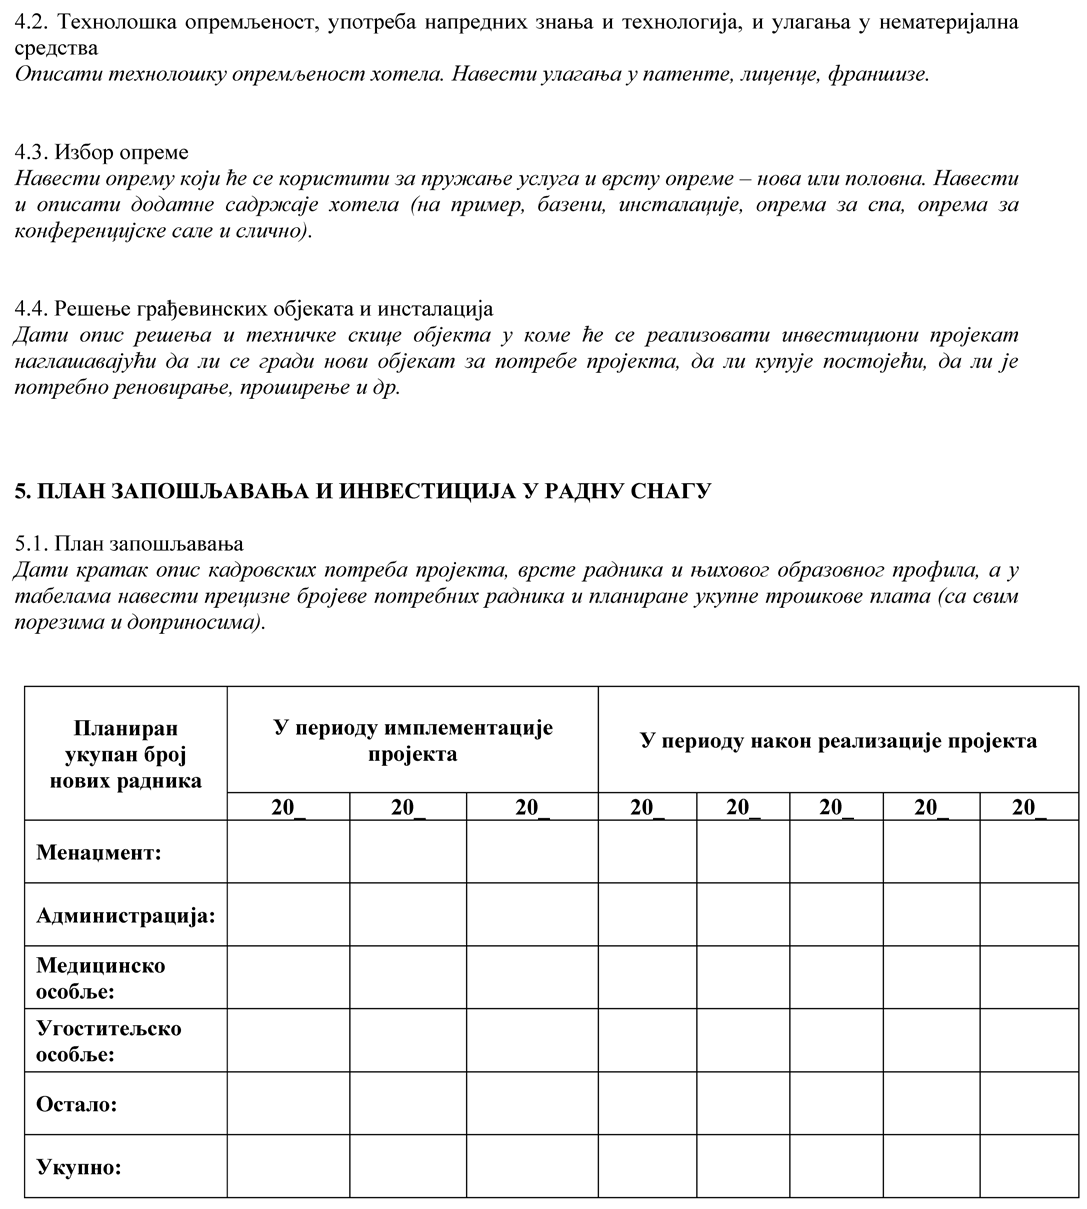 4.2. Технолошка опремљеност, употреба напредних знања и технологија, и улагања у нематеријална
средства
Описати технолошку опремљеност хотела. Навести улагања у патенте, лиценце, франшизе.
4.3. Избор опреме
Навести опрему који ће се користити за пружање услуга и врсту опреме – нова или половна. Навести
и описати додатне садржаје хотела (на пример, базени, инсталације, опрема за спа, опрема за
конференцијске сале и слично).
4.4. Решење грађевинских објеката и инсталација
Дати опис решења и техничке скице објекта у коме ће се реализовати инвестициони пројекат
наглашавајући да ли се гради нови објекат за потребе пројекта, да ли купује постојећи, да ли је
потребно реновирање, проширење и др.
5. ПЛАН ЗАПОШЉАВАЊА И ИНВЕСТИЦИЈА У РАДНУ СНАГУ
5.1. План запошљавања
Дати кратак опис кадровских потреба пројекта, врсте радника и њиховог образовног профила, а у
табелама навести прецизне бројеве потребних радника и планиране укупне трошкове плата (са свим
порезима и доприносима).
Планиран
укупан број
нових радника
У периоду имплементације
пројекта
У периоду након реализације пројекта
20_ 20_ 20_ 20_ 20_ 20_ 20_ 20_
Менаџмент:
Администрација:
Медицинско
особље:
Угоститељско
особље:
Остало:
Укупно: